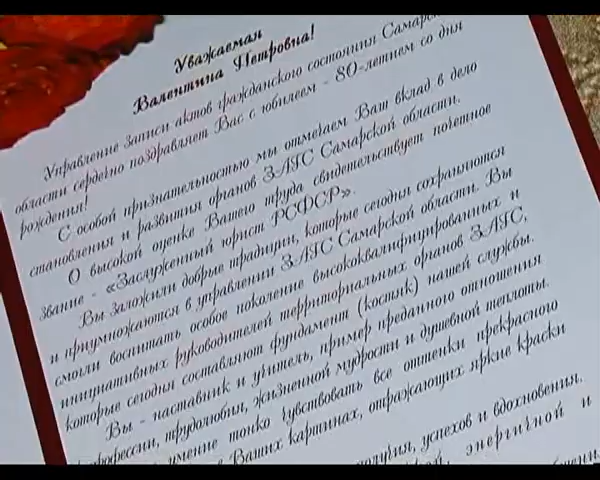 Уважаемая
Валентина Петровна!
Управление записи актов гражданского состояния Самарской
области сердечно поздравляет Вас с юбилеем - 80-летием со дня
рождения!
С особой признательностью мы отмечаем Ваш вклад в дело
становления и развития органов ЗАГС Самарской области.
О высокой оценке Вашего труда свидетельствует почетное
звание - «Заслуженный юрист РСФСР».
Вы заложили добрые традиции, которые сегодня сохраняются
и приумножаются в управлении ЗАГС Самарской области. Вы
смогли воспитать особое поколение высококвалифицированных и
инициативных руководителей территориальных органов ЗАГС,
которые сегодня составляют фундамент (костяк) нашей службы.
Вы - наставник и учитель, пример преданного отношения
профессии, трудолюбия, жизненной мудрости и душевной теплоты.
умение тонко чувствовать все оттенки прекрасного
Ваших картинах, отражающих яркие краски
успехов и вдохновения.
энергичной и